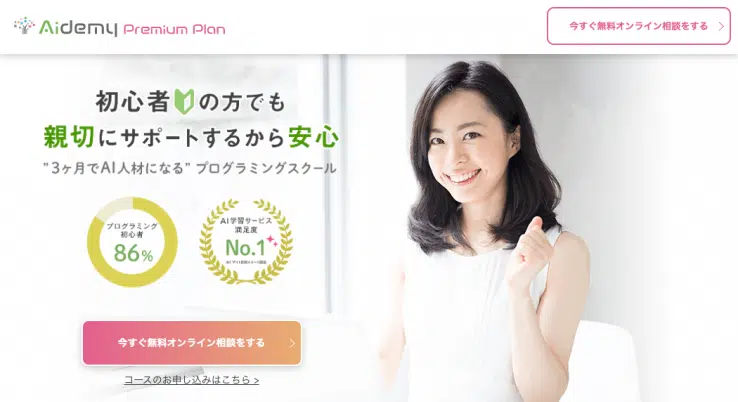 Aidemy Premium Plan
今すぐ無料オンライン相談をする
初心者の方でも
親切にサポートするから安心
"3ヶ月でAI人材になる" プログラミングスクール
プログラミング
初心者
86%
AI学習サービス
満足度
No.1
今すぐ無料オンライン相談をする
コースのお申し込みはこちら >